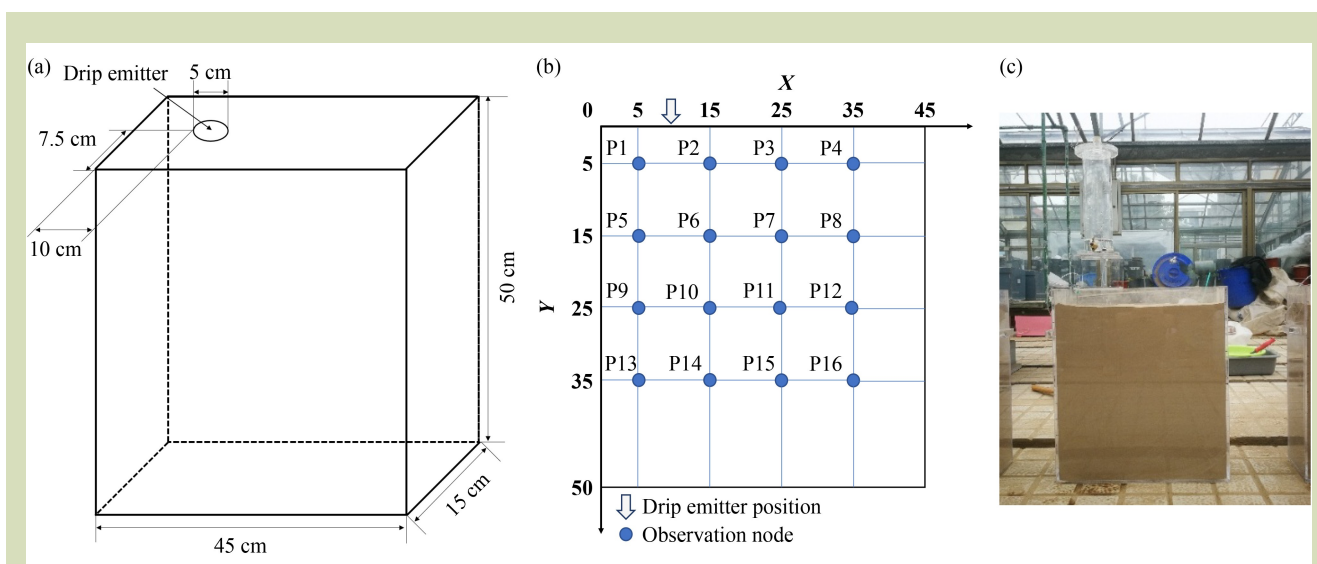 (a)
Drip emitter
5 cm
7.5 cm
10 cm
50 cm
15 cm
45 cm
(b)
X
0 5 15 25 35 45
P1 P2 P3 P4
5
P5 P6 P7 P8
15
P9 P10 P11 P12
25
Y
P13 P14 P15 P16
35
50
Drip emitter position
Observation node
(c)